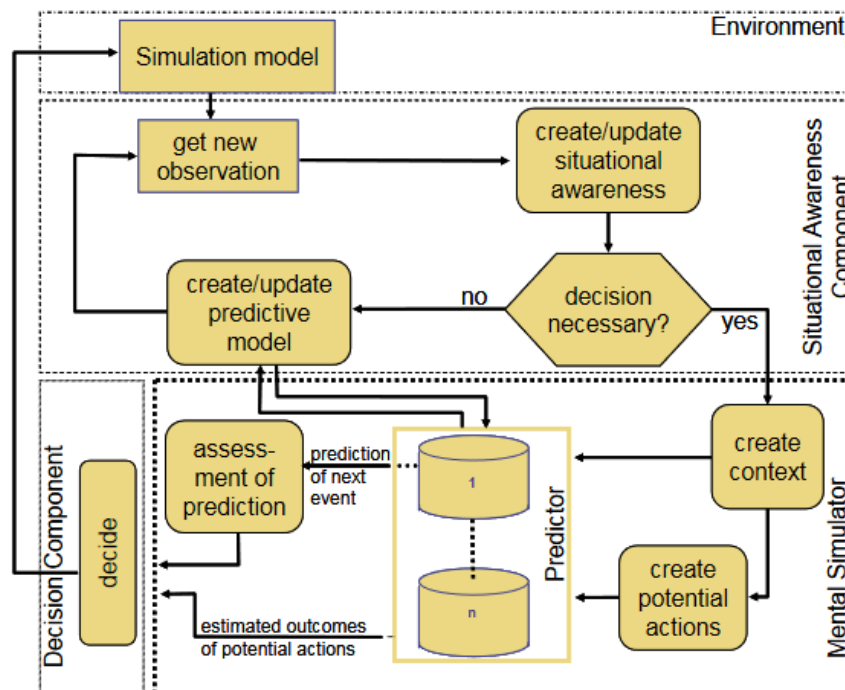 Environment
Simulation model
get new
observation
create/update
situational
awareness
Situational Awareness
Component
create/update
predictive
model
no
decision
necessary?
yes
Decision Component
decide
assess-
ment of
prediction
prediction
of next
event
1
n
Predictor
create
context
create
potential
actions
Mental Simulator
estimated outcomes
of potential actions